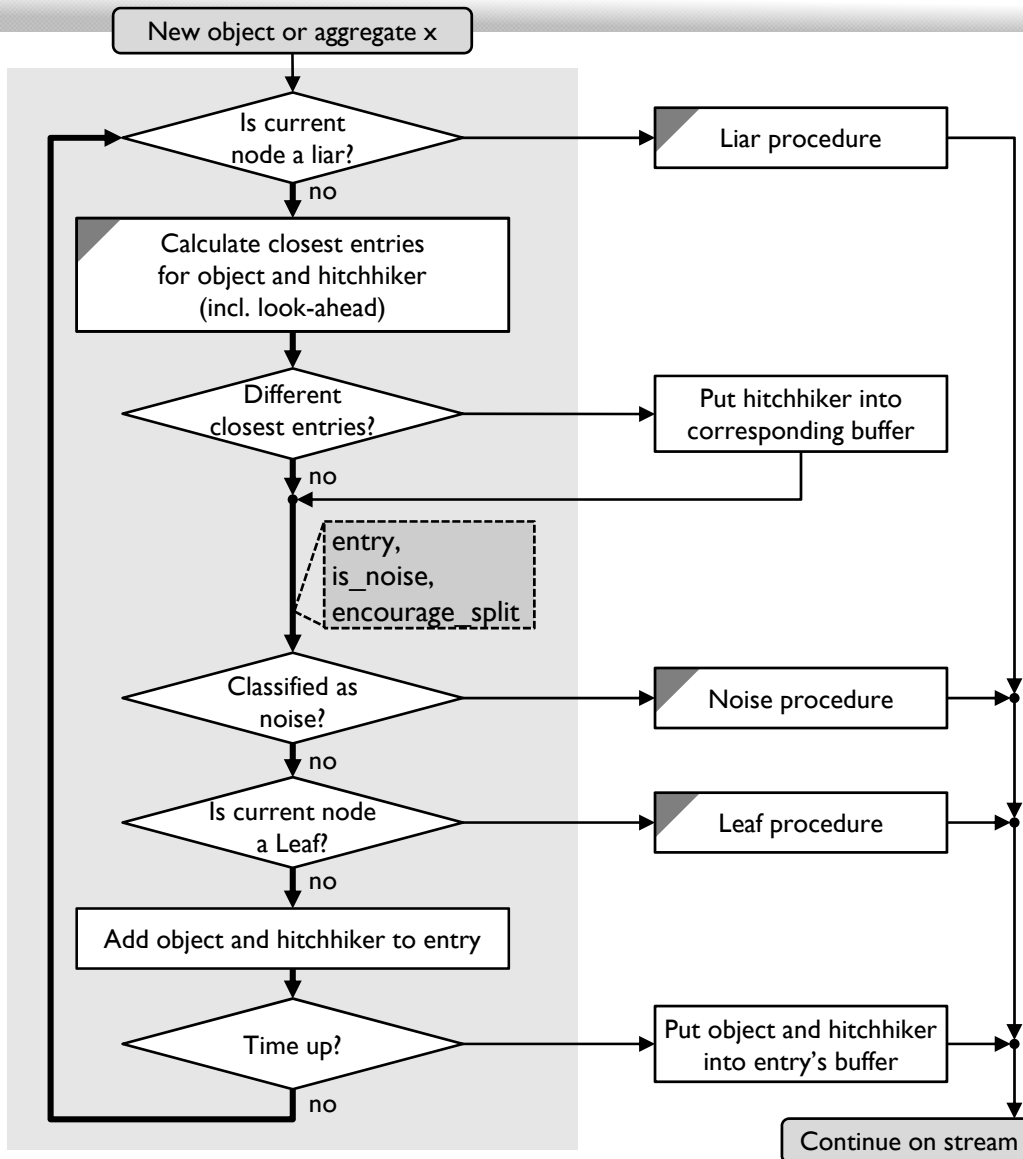 New object or aggregate x
Is current
node a liar?
Liar procedure
no
Calculate closest entries
for object and hitchhiker
(incl. look-ahead)
Different
closest entries?
Put hitchhiker into
corresponding buffer
no
entry,
is_noise,
encourage_split
Classified as
noise?
Noise procedure
no
Is current node
a Leaf?
Leaf procedure
no
Add object and hitchhiker to entry
Time up?
Put object and hitchhiker
into entry's buffer
no
Continue on stream